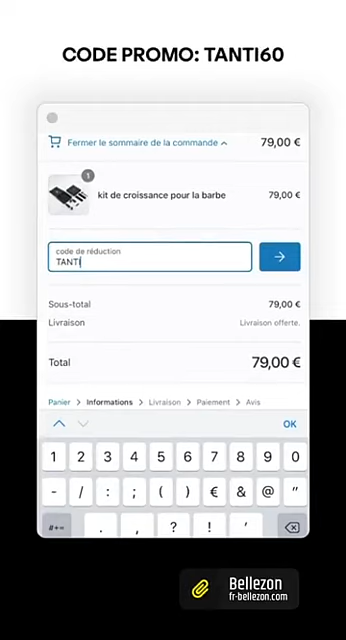 CODE PROMO: TANTI60
Fermer le sommaire de la commande 79,00 €
1
kit de croissance pour la barbe 79,00 €
code de réduction
TANTI
Sous-total 79,00 €
Livraison Livraison offerte.
Total 79,00 €
Panier > Informations > Livraison > Paiement > Avis
OK
1 2 3 4 5 6 7 8 9 0
- / : ; ( ) € & @ "
#+= . , ? ! '
Bellezon
fr-bellezon.com